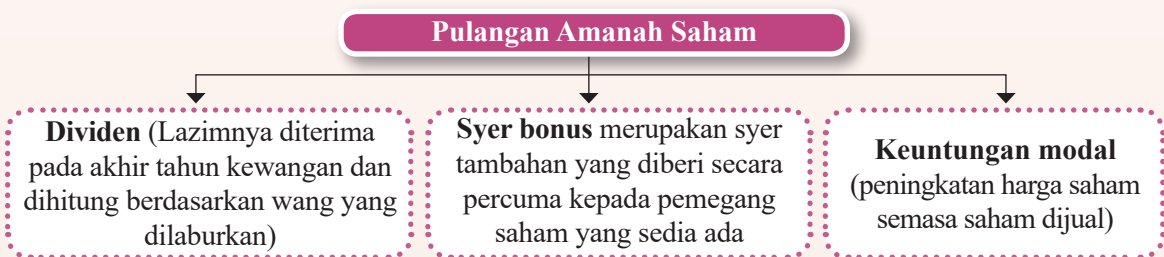 Pulangan Amanah Saham
Dividen (Lazimnya diterima
pada akhir tahun kewangan dan
dihitung berdasarkan wang yang
dilaburkan)
Syer bonus merupakan syer
tambahan yang diberi secara
percuma kepada pemegang
saham yang sedia ada
Keuntungan modal
(peningkatan harga saham
semasa saham dijual)